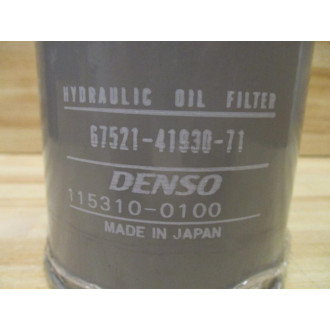 HYDRAULIC OIL FILTER
67521-41930-71
DENSO
115310-0100
MADE IN JAPAN